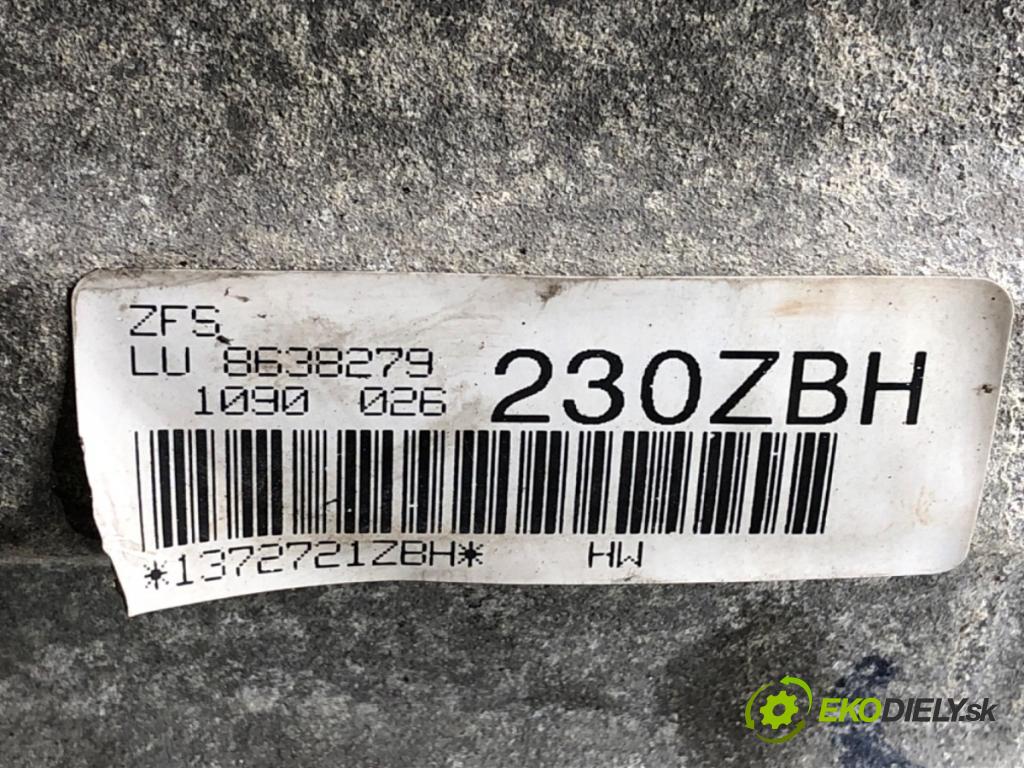 ZFS
LU 8638279
1090 026
230ZBH
*1372721ZBH* HW
EKODIELY.sk